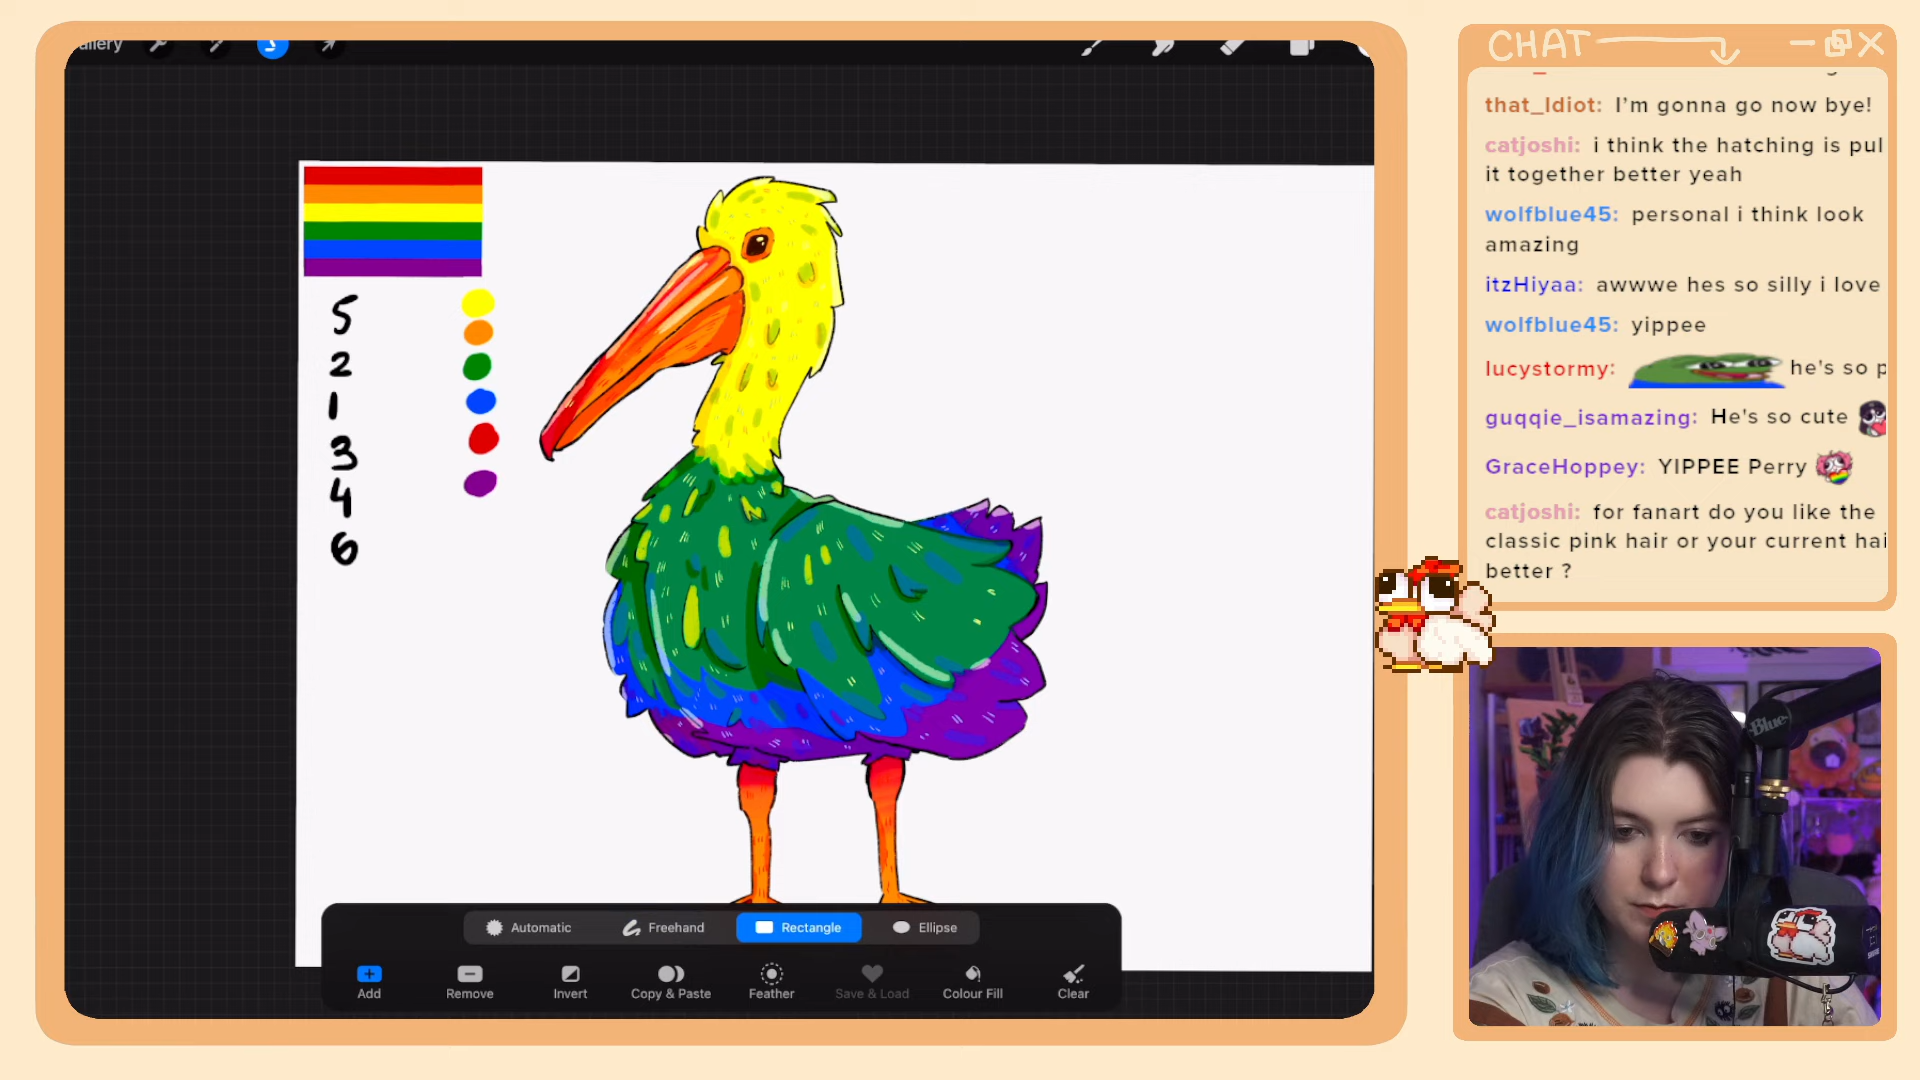 CHAT
that_Idiot: I'm gonna go now bye!
catjoshi: i think the hatching is pul
it together better yeah
wolfblue45: personal i think look
amazing
itzHiyaa: awwwe hes so silly i love
wolfblue45: yippee
lucystormy: he's so p
guqqie_isamazing: He's so cute
GraceHoppey: YIPPEE Perry
catjoshi: for fanart do you like the
classic pink hair or your current hai
better ?
5
2
1
3
4
6
Automatic Freehand Rectangle Ellipse
Add Remove Invert Copy & Paste Feather Save & Load Colour Fill Clear
Blue